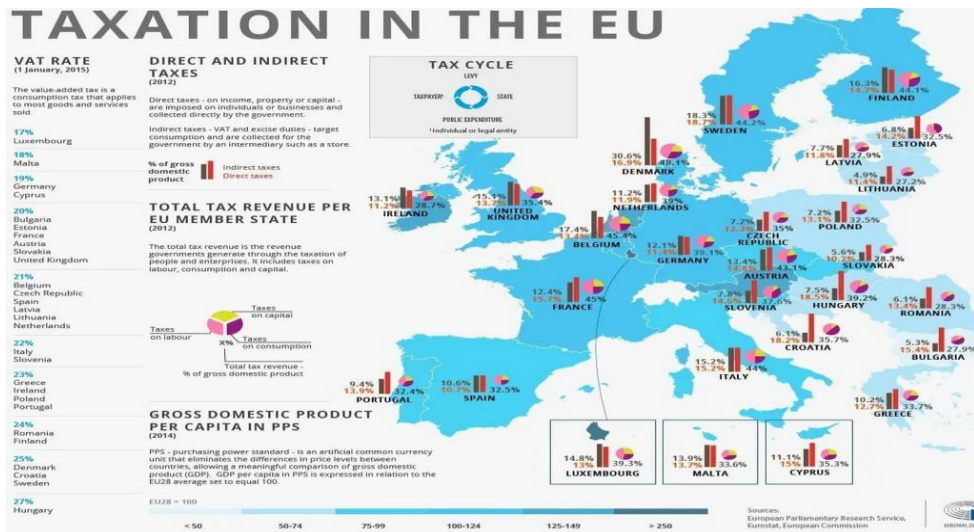 TAXATION IN THE EU
VAT RATE
(1 January, 2015)
The value-added tax is a
consumption tax that applies
to most goods and services
sold.
17%
Luxembourg
18%
Malta
19%
Germany
Cyprus
20%
Bulgaria
Estonia
France
Austria
Slovakia
United Kingdom
21%
Belgium
Czech Republic
Spain
Latvia
Lithuania
Netherlands
22%
Italy
Slovenia
23%
Greece
Ireland
Poland
Portugal
24%
Romania
Finland
25%
Denmark
Croatia
Sweden
27%
Hungary
DIRECT AND INDIRECT
TAXES
(2012)
Direct taxes - on income, property or capital -
are imposed on individuals or businesses and
collected directly by the government.
Indirect taxes - VAT and excise duties - target
consumption and are collected for the
government by an intermediary such as a store.
% of gross
domestic
product
Indirect taxes
Direct taxes
TOTAL TAX REVENUE PER
EU MEMBER STATE
(2012)
The total tax revenue is the revenue
governments generate through the taxation of
people and enterprises. It includes taxes on
labour, consumption and capital.
Taxes
on capital
Taxes
on labour
X%
Taxes
on consumption
Total tax revenue -
% of gross domestic product
GROSS DOMESTIC PRODUCT
PER CAPITA IN PPS
(2014)
PPS - purchasing power standard - is an artificial common currency
unit that eliminates the differences in price levels between
countries, allowing a meaningful comparison of gross domestic
product (GDP). GDP per capita in PPS is expressed in relation to the
EU28 average set to equal 100.
EU28 = 100
< 50
50-74
75-99
100-124
125-149
> 250
TAX CYCLE
LEVY
TAXPAYER¹
STATE
PUBLIC EXPENDITURE
¹ Individual or legal entity
16.3%
14.7% 44.1%
FINLAND
18.3%
18.7% 44.2%
SWEDEN
6.8%
14.2% 32.5%
ESTONIA
7.7%
11.8% 27.9%
LATVIA
4.9%
11.4% 27.2%
LITHUANIA
30.6%
16.9% 48.1%
DENMARK
13.1%
11.2% 28.7%
IRELAND
15.1%
13.7% 35.4%
UNITED
KINGDOM
11.2%
11.9% 39%
NETHERLANDS
17.4%
45.4%
BELGIUM
12.1%
11.4% 39.1%
GERMANY
7.2%
12.3% 35%
CZECH
REPUBLIC
7.2%
13.1% 32.5%
POLAND
5.6%
10.2% 28.3%
SLOVAKIA
13.4%
43.1%
AUSTRIA
12.4%
15.7% 45%
FRANCE
7.8%
14.6% 37.6%
SLOVENIA
7.5%
18.5% 39.2%
HUNGARY
6.1%
13.4% 28.3%
ROMANIA
6.1%
18.2% 35.7%
CROATIA
5.3%
15.4% 27.9%
BULGARIA
15.2%
15.2% 44%
ITALY
9.4%
13.9% 32.4%
PORTUGAL
10.6%
10.7% 32.5%
SPAIN
10.2%
12.7% 33.7%
GREECE
14.8%
13% 39.3%
LUXEMBOURG
13.9%
13.7% 33.6%
MALTA
11.1%
15% 35.3%
CYPRUS
Sources:
European Parliamentary Research Service,
Eurostat, European Commission